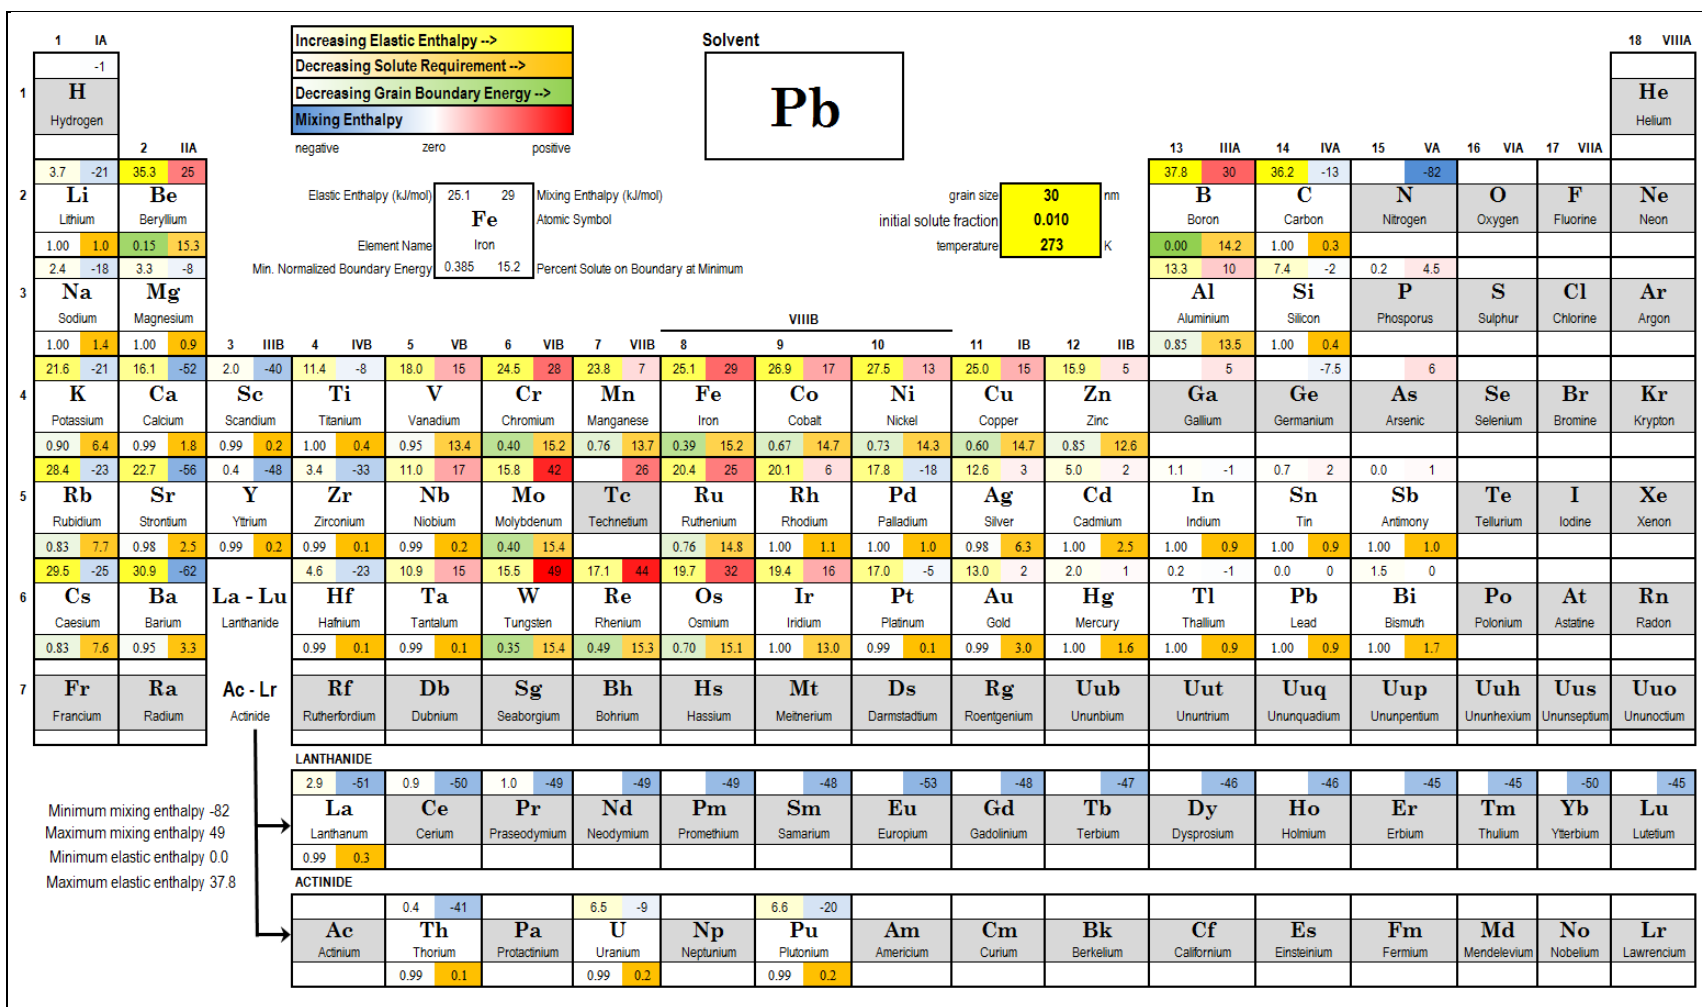 1 IA
Increasing Elastic Enthalpy -->
Solvent
18 VIIIA
-1
Decreasing Solute Requirement -->
1 H Decreasing Grain Boundary Energy --> Pb He
Hydrogen Mixing Enthalpy Helium
2 IIA negative zero positive 13 IIIA 14 IVA 15 VA 16 VIA 17 VIIA
3.7 -21 35.3 25 37.8 30 36.2 -13 -82
2 Li Be Elastic Enthalpy (kJ/mol) 25.1 29 Mixing Enthalpy (kJ/mol) grain size 30 nm B C N O F Ne
Lithium Beryllium Fe Atomic Symbol initial solute fraction 0.010 Boron Carbon Nitrogen Oxygen Fluorine Neon
1.00 1.0 0.15 15.3 Element Name Iron temperature 273 K 0.00 14.2 1.00 0.3
2.4 -18 3.3 -8 Min. Normalized Boundary Energy 0.385 15.2 Percent Solute on Boundary at Minimum 13.3 10 7.4 -2 0.2 4.5
3 Na Mg Al Si P S Cl Ar
Sodium Magnesium VIIIB Aluminium Silicon Phosporus Sulphur Chlorine Argon
1.00 1.4 1.00 0.9 3 IIIB 4 IVB 5 VB 6 VIB 7 VIIB 8 9 10 11 IB 12 IIB 0.85 13.5 1.00 0.4
21.6 -21 16.1 -52 2.0 -40 11.4 -8 18.0 15 24.5 28 23.8 7 25.1 29 26.9 17 27.5 13 25.0 15 15.9 5 5 -7.5 6
4 K Ca Sc Ti V Cr Mn Fe Co Ni Cu Zn Ga Ge As Se Br Kr
Potassium Calcium Scandium Titanium Vanadium Chromium Manganese Iron Cobalt Nickel Copper Zinc Gallium Germanium Arsenic Selenium Bromine Krypton
0.90 6.4 0.99 1.8 0.99 0.2 1.00 0.4 0.95 13.4 0.40 15.2 0.76 13.7 0.39 15.2 0.67 14.7 0.73 14.3 0.60 14.7 0.85 12.6
28.4 -23 22.7 -56 0.4 -48 3.4 -33 11.0 17 15.8 42 26 20.4 25 20.1 6 17.8 -18 12.6 3 5.0 2 1.1 -1 0.7 2 0.0 1
5 Rb Sr Y Zr Nb Mo Tc Ru Rh Pd Ag Cd In Sn Sb Te I Xe
Rubidium Strontium Yttrium Zirconium Niobium Molybdenum Technetium Ruthenium Rhodium Palladium Silver Cadmium Indium Tin Antimony Tellurium Iodine Xenon
0.83 7.7 0.98 2.5 0.99 0.2 0.99 0.1 0.99 0.2 0.40 15.4 0.76 14.8 1.00 1.1 1.00 1.0 0.98 6.3 1.00 2.5 1.00 0.9 1.00 0.9 1.00 1.0
29.5 -25 30.9 -62 4.6 -23 10.9 15 15.5 49 17.1 44 19.7 32 19.4 16 17.0 -5 13.0 2 2.0 1 0.2 -1 0.0 0 1.5 0
6 Cs Ba La - Lu Hf Ta W Re Os Ir Pt Au Hg Tl Pb Bi Po At Rn
Caesium Barium Lanthanide Hafnium Tantalum Tungsten Rhenium Osmium Iridium Platinum Gold Mercury Thallium Lead Bismuth Polonium Astatine Radon
0.83 7.6 0.95 3.3 0.99 0.1 0.99 0.1 0.35 15.4 0.49 15.3 0.70 15.1 1.00 13.0 0.99 0.1 0.99 3.0 1.00 1.6 1.00 0.9 1.00 0.9 1.00 1.7
7 Fr Ra Ac - Lr Rf Db Sg Bh Hs Mt Ds Rg Uub Uut Uuq Uup Uuh Uus Uuo
Francium Radium Actinide Rutherfordium Dubnium Seaborgium Bohrium Hassium Meitnerium Darmstadtium Roentgenium Ununbium Ununtrium Ununquadium Ununpentium Ununhexium Ununseptium Ununoctium
LANTHANIDE
2.9 -51 0.9 -50 1.0 -49 -49 -49 -48 -53 -48 -47 -46 -46 -45 -45 -50 -45
La Ce Pr Nd Pm Sm Eu Gd Tb Dy Ho Er Tm Yb Lu
Lanthanum Cerium Praseodymium Neodymium Promethium Samarium Europium Gadolinium Terbium Dysprosium Holmium Erbium Thulium Ytterbium Lutetium
0.99 0.3
Minimum mixing enthalpy -82
Maximum mixing enthalpy 49
Minimum elastic enthalpy 0.0
Maximum elastic enthalpy 37.8
ACTINIDE
0.4 -41 6.5 -9 6.6 -20
Ac Th Pa U Np Pu Am Cm Bk Cf Es Fm Md No Lr
Actinium Thorium Protactinium Uranium Neptunium Plutonium Americium Curium Berkelium Californium Einsteinium Fermium Mendelevium Nobelium Lawrencium
0.99 0.1 0.99 0.2 0.99 0.2